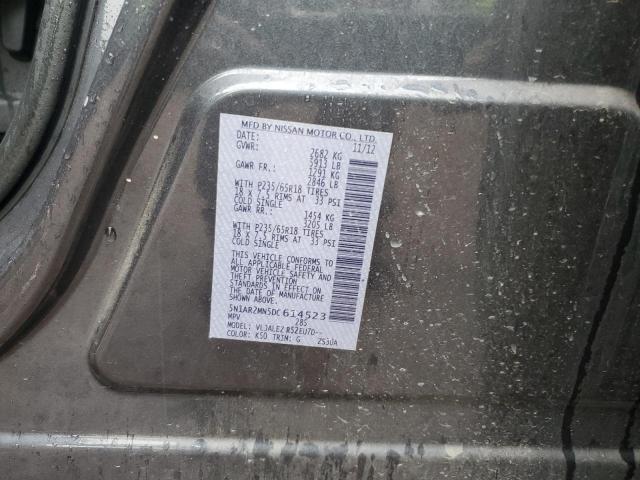 MFD BY NISSAN MOTOR CO., LTD.
DATE: 11/12
GVWR: 2682 KG
5913 LB
GAWR FR.: 1291 KG
2846 LB
WITH P235/65R18 TIRES
18 X 7.5 RIMS AT 33 PSI
COLD SINGLE
GAWR RR.: 1454 KG
3205 LB
WITH P235/65R18 TIRES
18 X 7.5 RIMS AT 33 PSI
COLD SINGLE
THIS VEHICLE CONFORMS TO
ALL APPLICABLE FEDERAL
MOTOR VEHICLE SAFETY AND
THEFT PREVENTION
STANDARDS IN EFFECT ON
THE DATE OF MANUFACTURE
SHOWN ABOVE.
5N1AR2MN5DC614523
MPV 285
MODEL: VLJALEZ R52EU7D--
COLOR: K50 TRIM: G ZS3UA